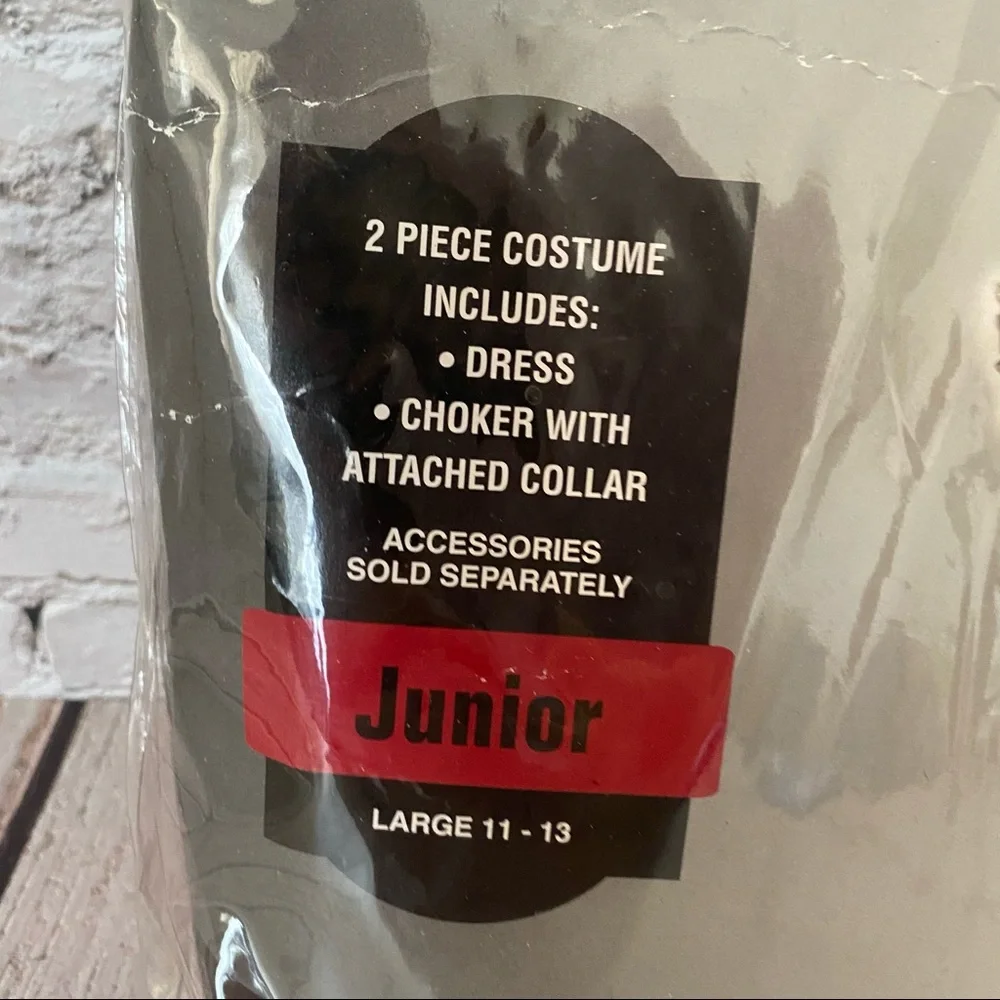 2 PIECE COSTUME
INCLUDES:
• DRESS
• CHOKER WITH
ATTACHED COLLAR
ACCESSORIES
SOLD SEPARATELY
Junior
LARGE 11 - 13